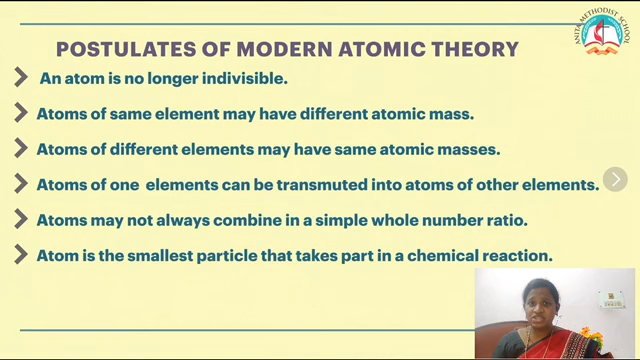 ANITA METHODIST SCHOOL
POSTULATES OF MODERN ATOMIC THEORY
An atom is no longer indivisible.
Atoms of same element may have different atomic mass.
Atoms of different elements may have same atomic masses.
Atoms of one elements can be transmuted into atoms of other elements.
Atoms may not always combine in a simple whole number ratio.
Atom is the smallest particle that takes part in a chemical reaction.